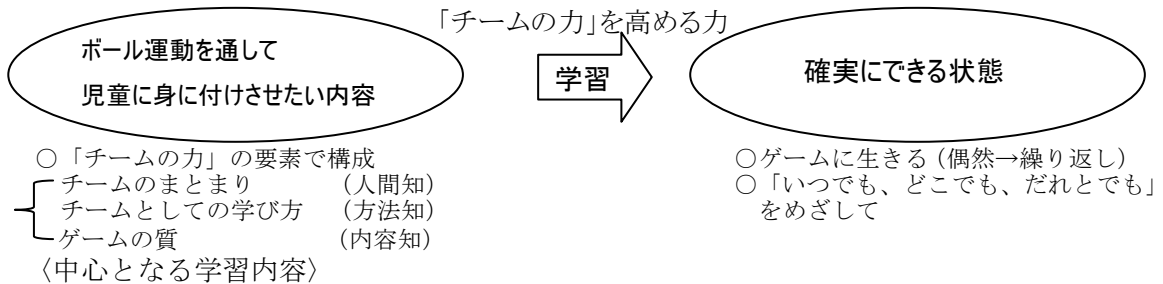 「チームの力」を高める力
ボール運動を通して
児童に身に付けさせたい内容
学習
確実にできる状態
○「チームの力」の要素で構成
チームのまとまり (人間知)
チームとしての学び方 (方法知)
ゲームの質 (内容知)
〈中心となる学習内容〉
○ゲームに生きる(偶然→繰り返し)
○「いつでも、どこでも、だれとでも」
をめざして